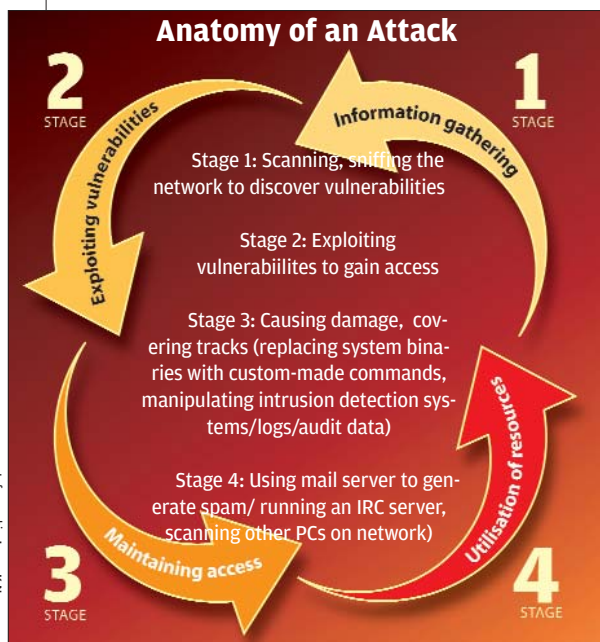 Anatomy of an Attack
2
STAGE
1
STAGE
Information gathering
Exploiting vulnerabilities
Stage 1: Scanning, sniffing the
network to discover vulnerabilities
Stage 2: Exploiting
vulnerabiilites to gain access
Stage 3: Causing damage, cov-
ering tracks (replacing system bina-
ries with custom-made commands,
manipulating intrusion detection sys-
tems/logs/audit data)
Stage 4: Using mail server to gen-
erate spam/ running an IRC server,
scanning other PCs on network)
Utilisation of resources
Maintaining access
3
STAGE
4
STAGE